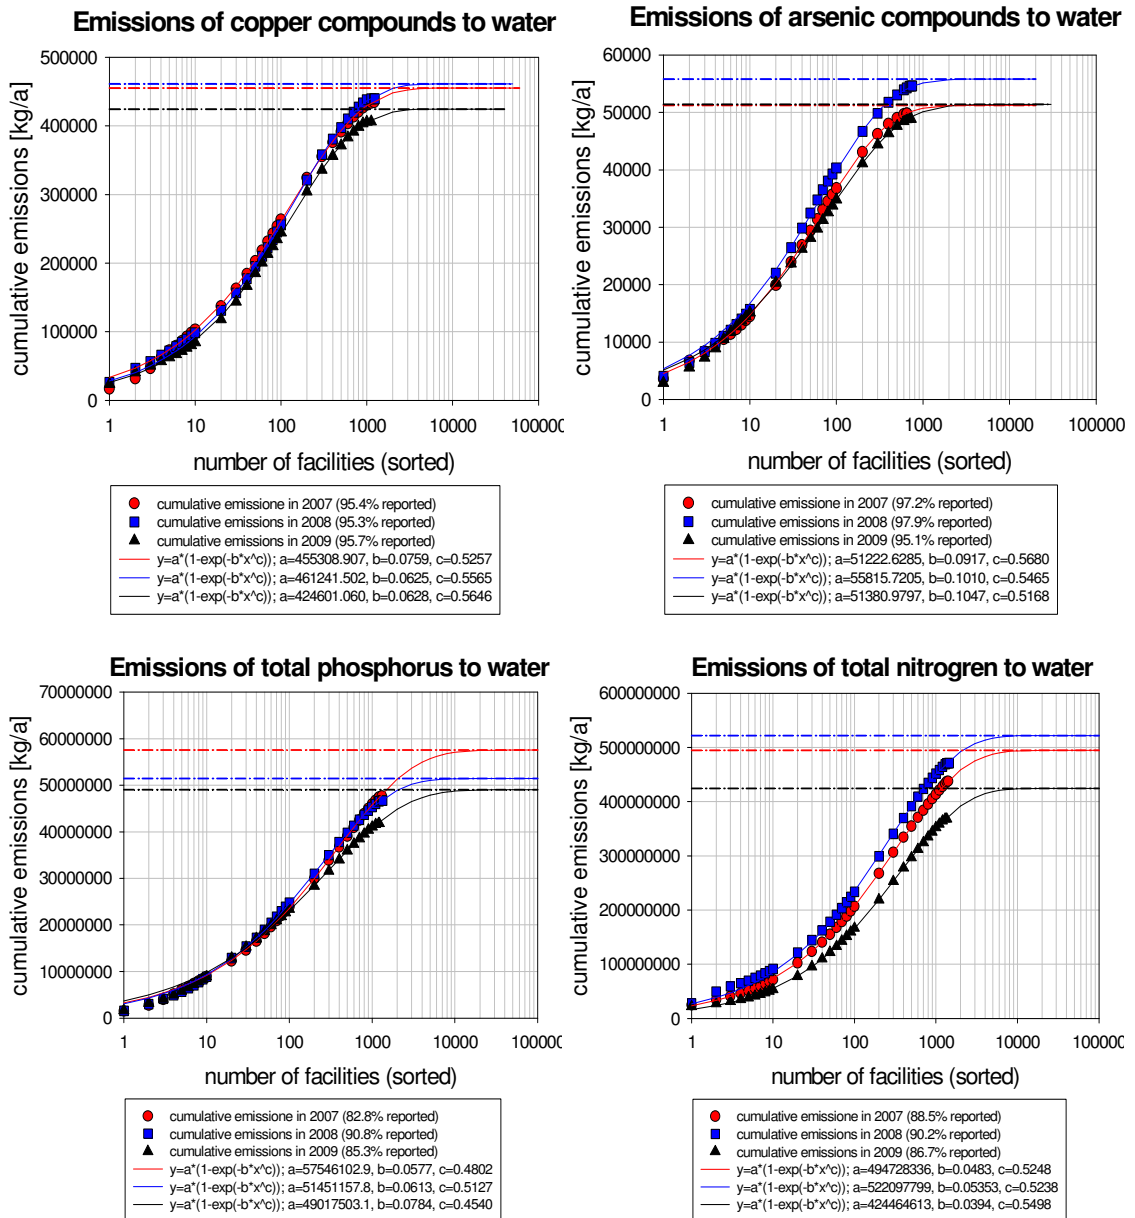 Emissions of copper compounds to water
cumulative emissions [kg/a]
500000
400000
300000
200000
100000
0
1 10 100 1000 10000 100000
number of facilities (sorted)
cumulative emissione in 2007 (95.4% reported)
cumulative emissions in 2008 (95.3% reported)
cumulative emissions in 2009 (95.7% reported)
y=a*(1-exp(-b*x^c)); a=455308.907, b=0.0759, c=0.5257
y=a*(1-exp(-b*x^c)); a=461241.502, b=0.0625, c=0.5565
y=a*(1-exp(-b*x^c)); a=424601.060, b=0.0628, c=0.5646
Emissions of arsenic compounds to water
cumulative emissions [kg/a]
60000
50000
40000
30000
20000
10000
0
1 10 100 1000 10000 100000
number of facilities (sorted)
cumulative emissione in 2007 (97.2% reported)
cumulative emissions in 2008 (97.9% reported)
cumulative emissions in 2009 (95.1% reported)
y=a*(1-exp(-b*x^c)); a=51222.6285, b=0.0917, c=0.5680
y=a*(1-exp(-b*x^c)); a=55815.7205, b=0.1010, c=0.5465
y=a*(1-exp(-b*x^c)); a=51380.9797, b=0.1047, c=0.5168
Emissions of total phosphorus to water
cumulative emissions [kg/a]
70000000
60000000
50000000
40000000
30000000
20000000
10000000
0
1 10 100 1000 10000 100000
number of facilities (sorted)
cumulative emissione in 2007 (82.8% reported)
cumulative emissions in 2008 (90.8% reported)
cumulative emissions in 2009 (85.3% reported)
y=a*(1-exp(-b*x^c)); a=57546102.9, b=0.0577, c=0.4802
y=a*(1-exp(-b*x^c)); a=51451157.8, b=0.0613, c=0.5127
y=a*(1-exp(-b*x^c)); a=49017503.1, b=0.0784, c=0.4540
Emissions of total nitrogren to water
cumulative emissions [kg/a]
600000000
500000000
400000000
300000000
200000000
100000000
0
1 10 100 1000 10000 100000
number of facilities (sorted)
cumulative emissione in 2007 (88.5% reported)
cumulative emissions in 2008 (90.2% reported)
cumulative emissions in 2009 (86.7% reported)
y=a*(1-exp(-b*x^c)); a=494728336, b=0.0483, c=0.5248
y=a*(1-exp(-b*x^c)); a=522097799, b=0.05353, c=0.5238
y=a*(1-exp(-b*x^c)); a=424464613, b=0.0394, c=0.5498